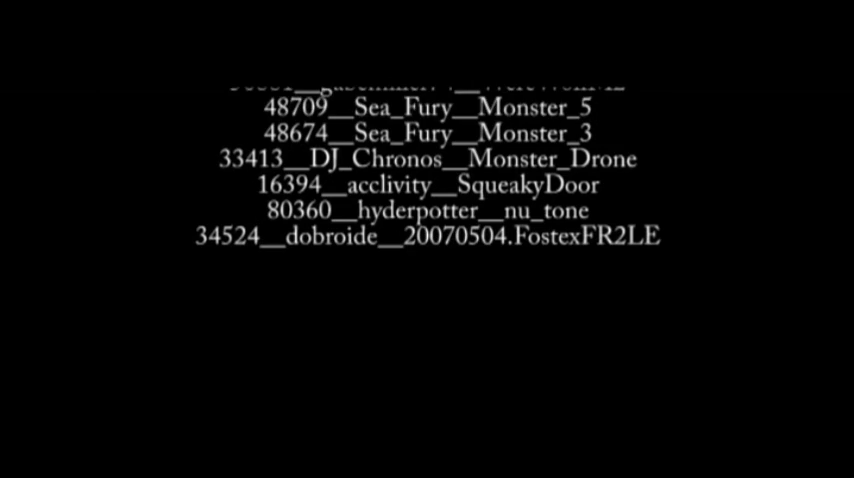 48709__Sea_Fury__Monster_5
48674__Sea_Fury__Monster_3
33413__DJ_Chronos__Monster_Drone
16394__acclivity__SqueakyDoor
80360__hyderpotter__nu_tone
34524__dobroide__20070504.FostexFR2LE